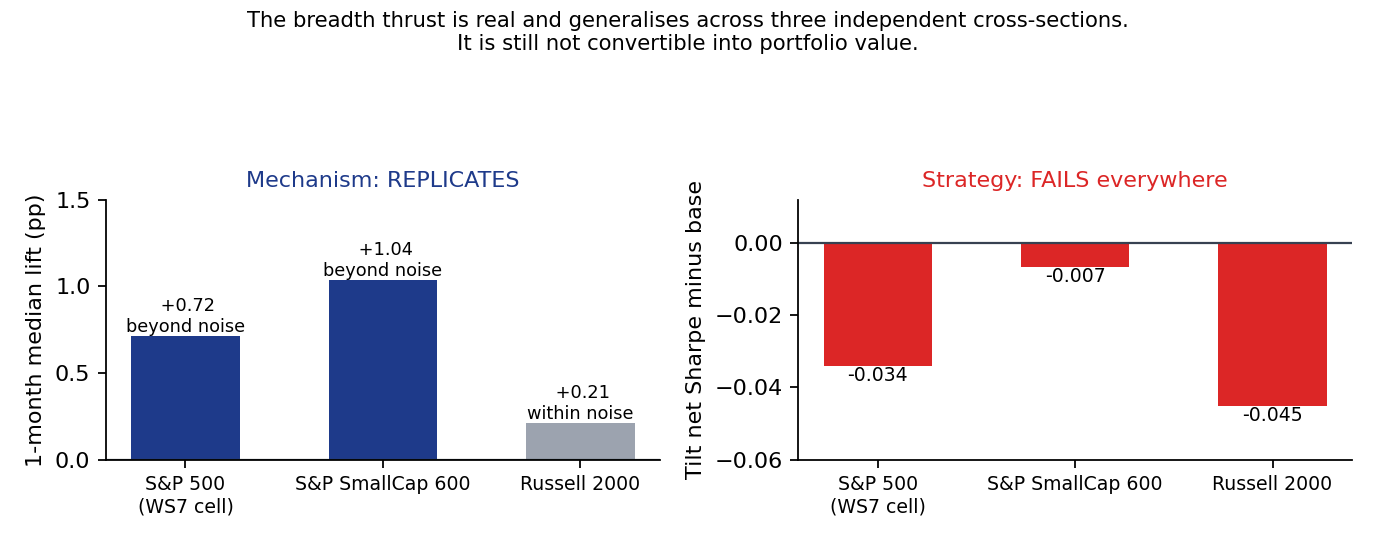 The breadth thrust is real and generalises across three independent cross-sections.
It is still not convertible into portfolio value.
Mechanism: REPLICATES
1-month median lift (pp)
1.5
1.0
0.5
0.0
+0.72
beyond noise
+1.04
beyond noise
+0.21
within noise
S&P 500
(WS7 cell)
S&P SmallCap 600
Russell 2000
Strategy: FAILS everywhere
Tilt net Sharpe minus base
0.00
−0.02
−0.04
−0.06
-0.034
-0.007
-0.045
S&P 500
(WS7 cell)
S&P SmallCap 600
Russell 2000